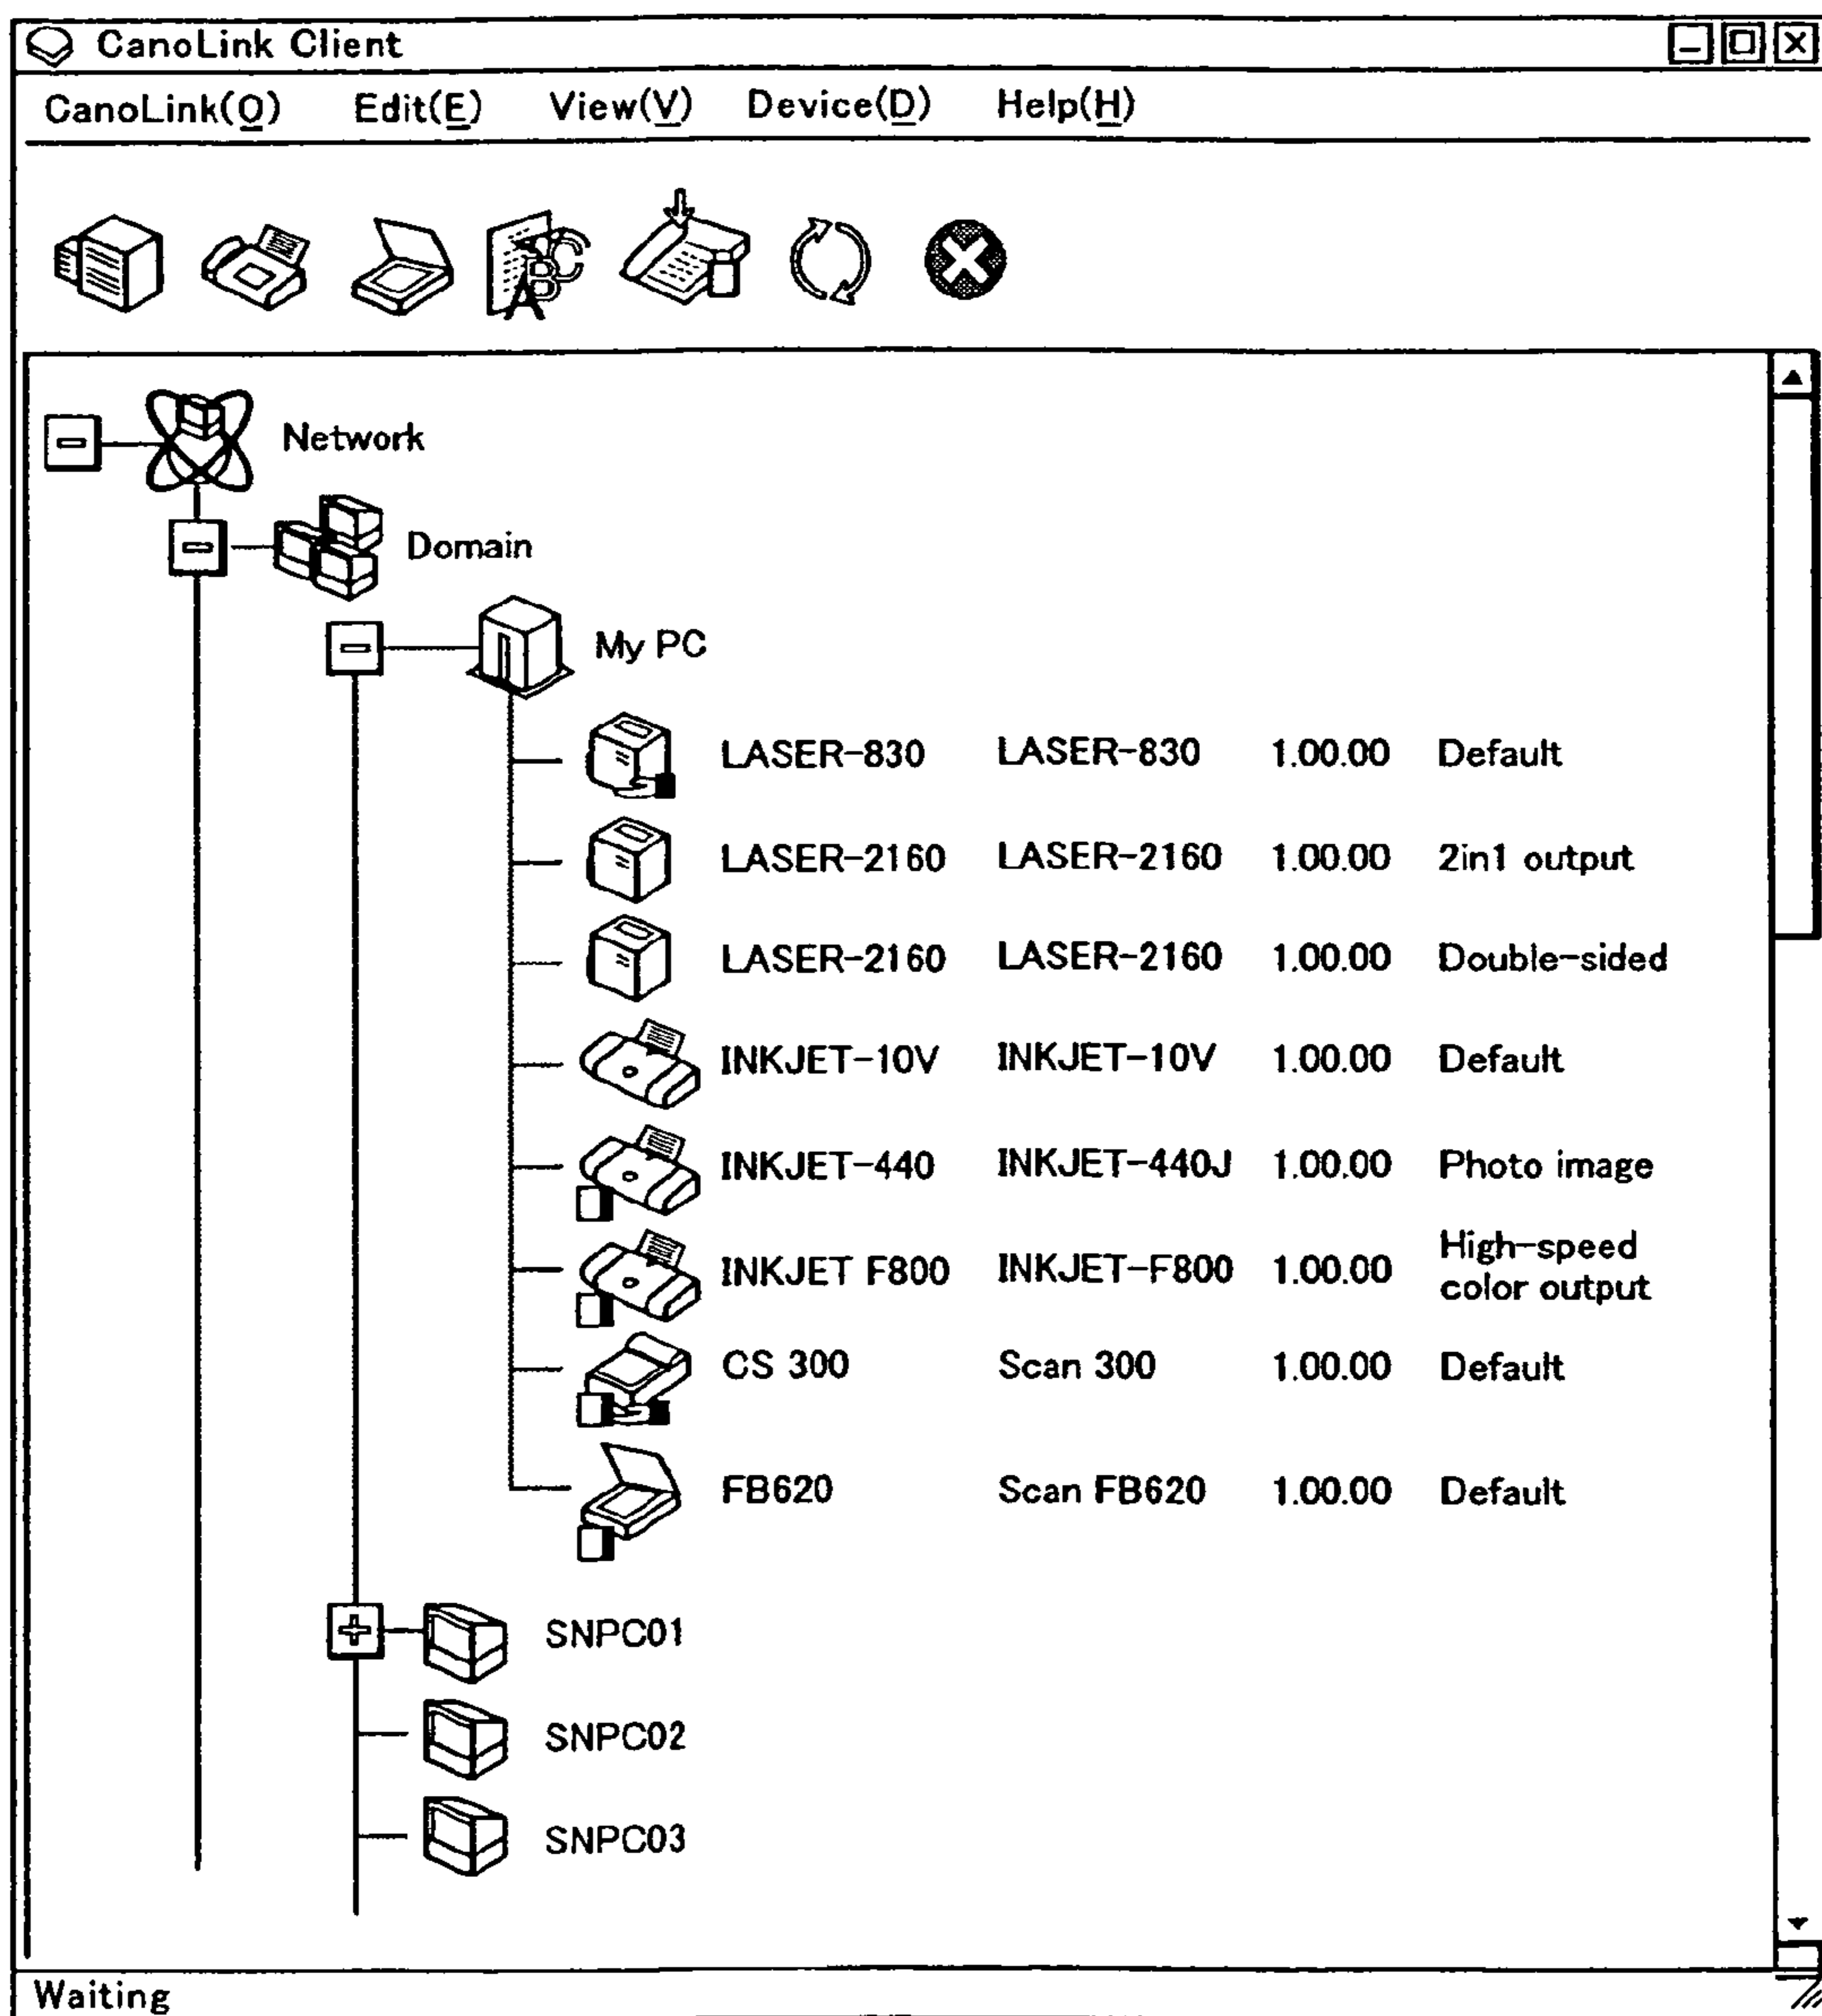 CanoLink Client
CanoLink(O) Edit(E) View(V) Device(D) Help(H)
ABC
Network
Domain
My PC
LASER-830 LASER-830 1.00.00 Default
LASER-2160 LASER-2160 1.00.00 2in1 output
LASER-2160 LASER-2160 1.00.00 Double-sided
INKJET-10V INKJET-10V 1.00.00 Default
INKJET-440 INKJET-440J 1.00.00 Photo image
INKJET F800 INKJET-F800 1.00.00 High-speed
color output
CS 300 Scan 300 1.00.00 Default
FB620 Scan FB620 1.00.00 Default
SNPC01
SNPC02
SNPC03
Waiting